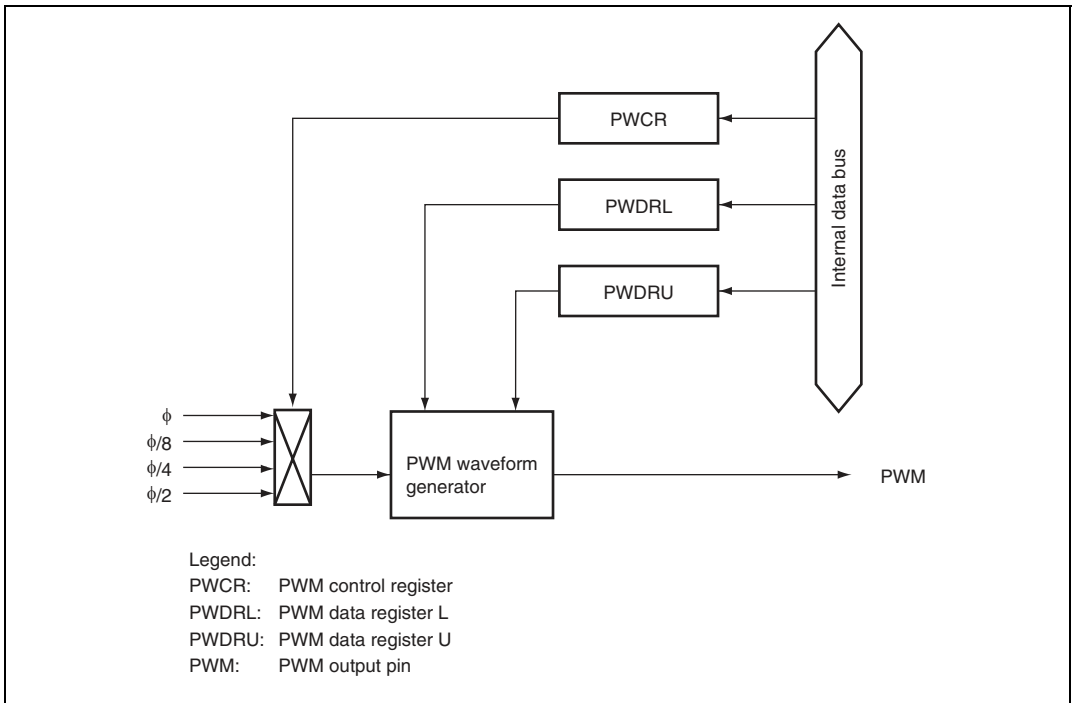 PWCR
PWDRL
PWDRU
Internal data bus
ϕ
ϕ/8
ϕ/4
ϕ/2
PWM waveform
generator
PWM
Legend:
PWCR: PWM control register
PWDRL: PWM data register L
PWDRU: PWM data register U
PWM: PWM output pin